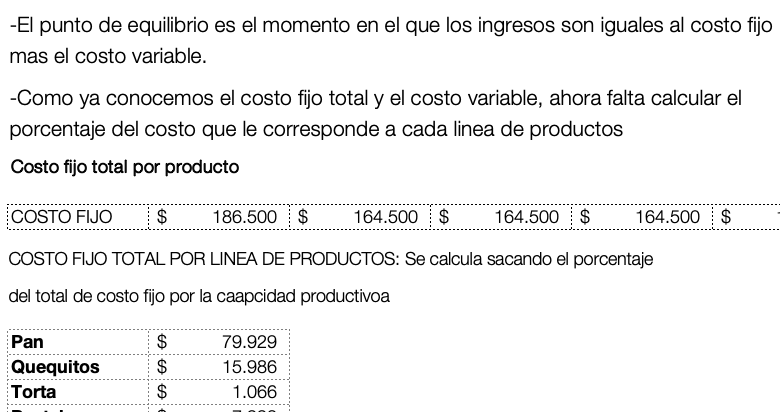 -El punto de equilibrio es el momento en el que los ingresos son iguales al costo fijo
mas el costo variable.
-Como ya conocemos el costo fijo total y el costo variable, ahora falta calcular el
porcentaje del costo que le corresponde a cada linea de productos
Costo fijo total por producto
COSTO FIJO $ 186.500 $ 164.500 $ 164.500 $ 164.500 $
COSTO FIJO TOTAL POR LINEA DE PRODUCTOS: Se calcula sacando el porcentaje
del total de costo fijo por la caapcidad productivoa
Pan $ 79.929
Quequitos $ 15.986
Torta $ 1.066